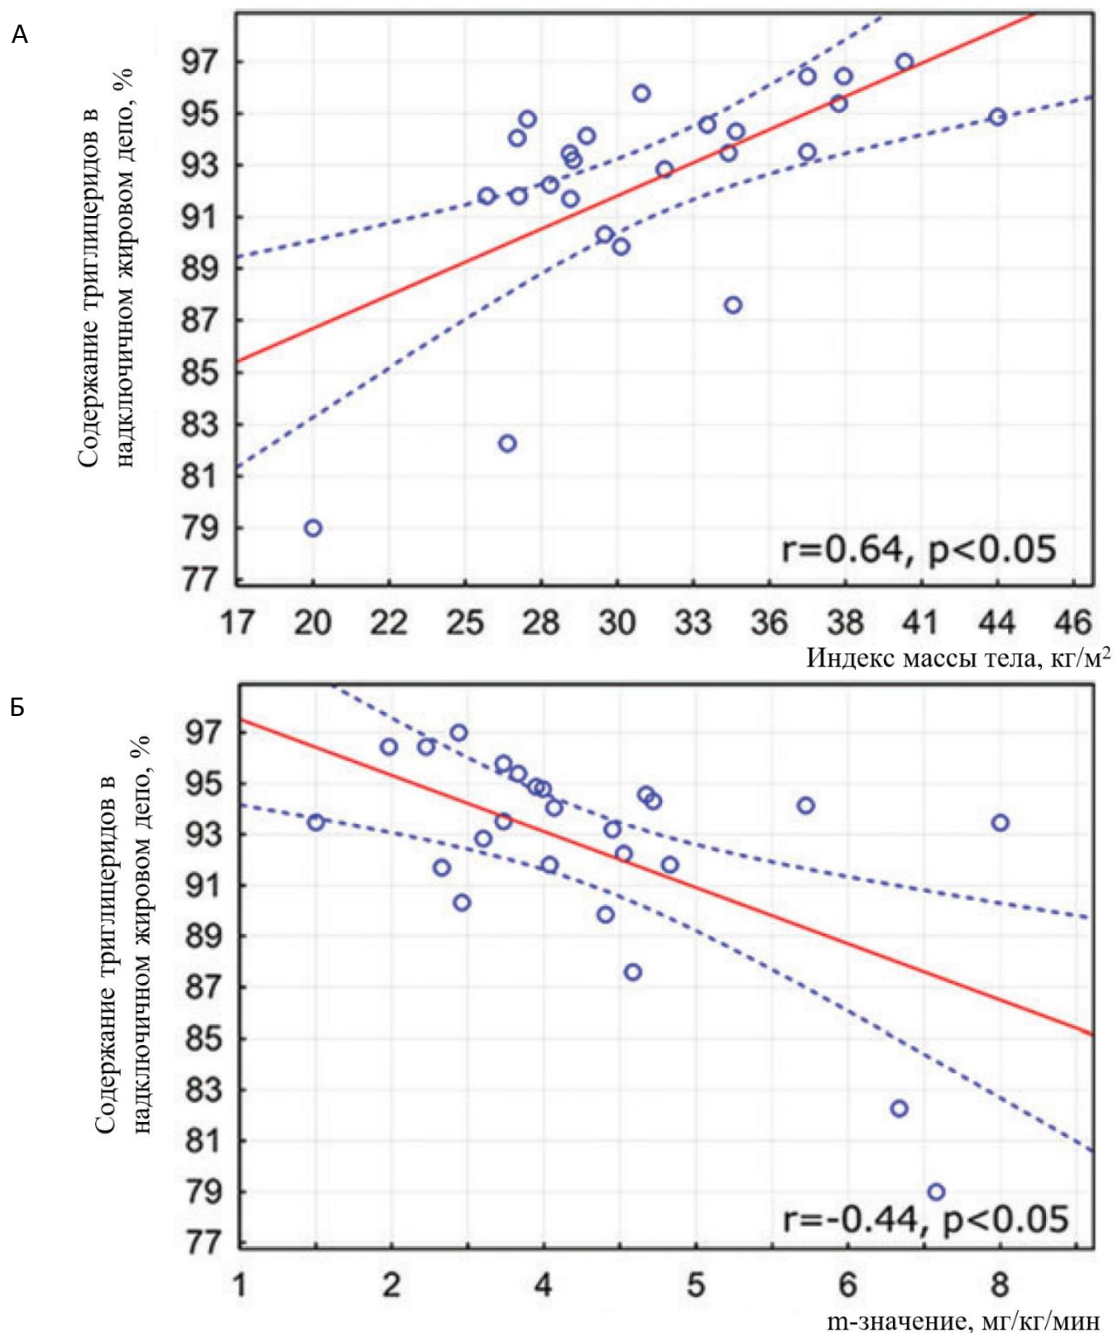 А
Содержание триглицеридов в
надключичном жировом депо, %
97
95
93
91
89
87
85
83
81
79
77
r=0.64, p<0.05
17 20 22 25 28 30 33 36 38 41 44 46
Индекс массы тела, кг/м²
Б
Содержание триглицеридов в
надключичном жировом депо, %
97
95
93
91
89
87
85
83
81
79
77
r=-0.44, p<0.05
1 2 4 5 6 8
m-значение, мг/кг/мин